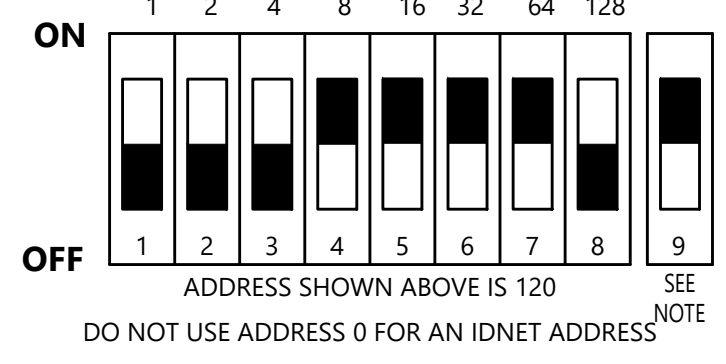 1 2 4 8 16 32 64 128
ON
1 2 3 4 5 6 7 8 9
OFF
ADDRESS SHOWN ABOVE IS 120
SEE
NOTE
DO NOT USE ADDRESS 0 FOR AN IDNET ADDRESS